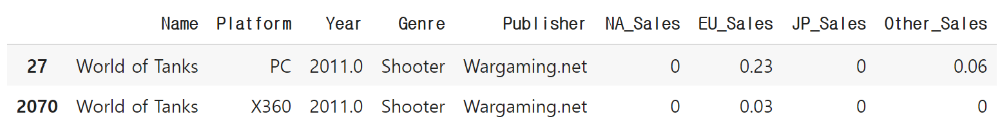 Name Platform Year Genre Publisher NA_Sales EU_Sales JP_Sales Other_Sales
27 World of Tanks PC 2011.0 Shooter Wargaming.net 0 0.23 0 0.06
2070 World of Tanks X360 2011.0 Shooter Wargaming.net 0 0.03 0 0